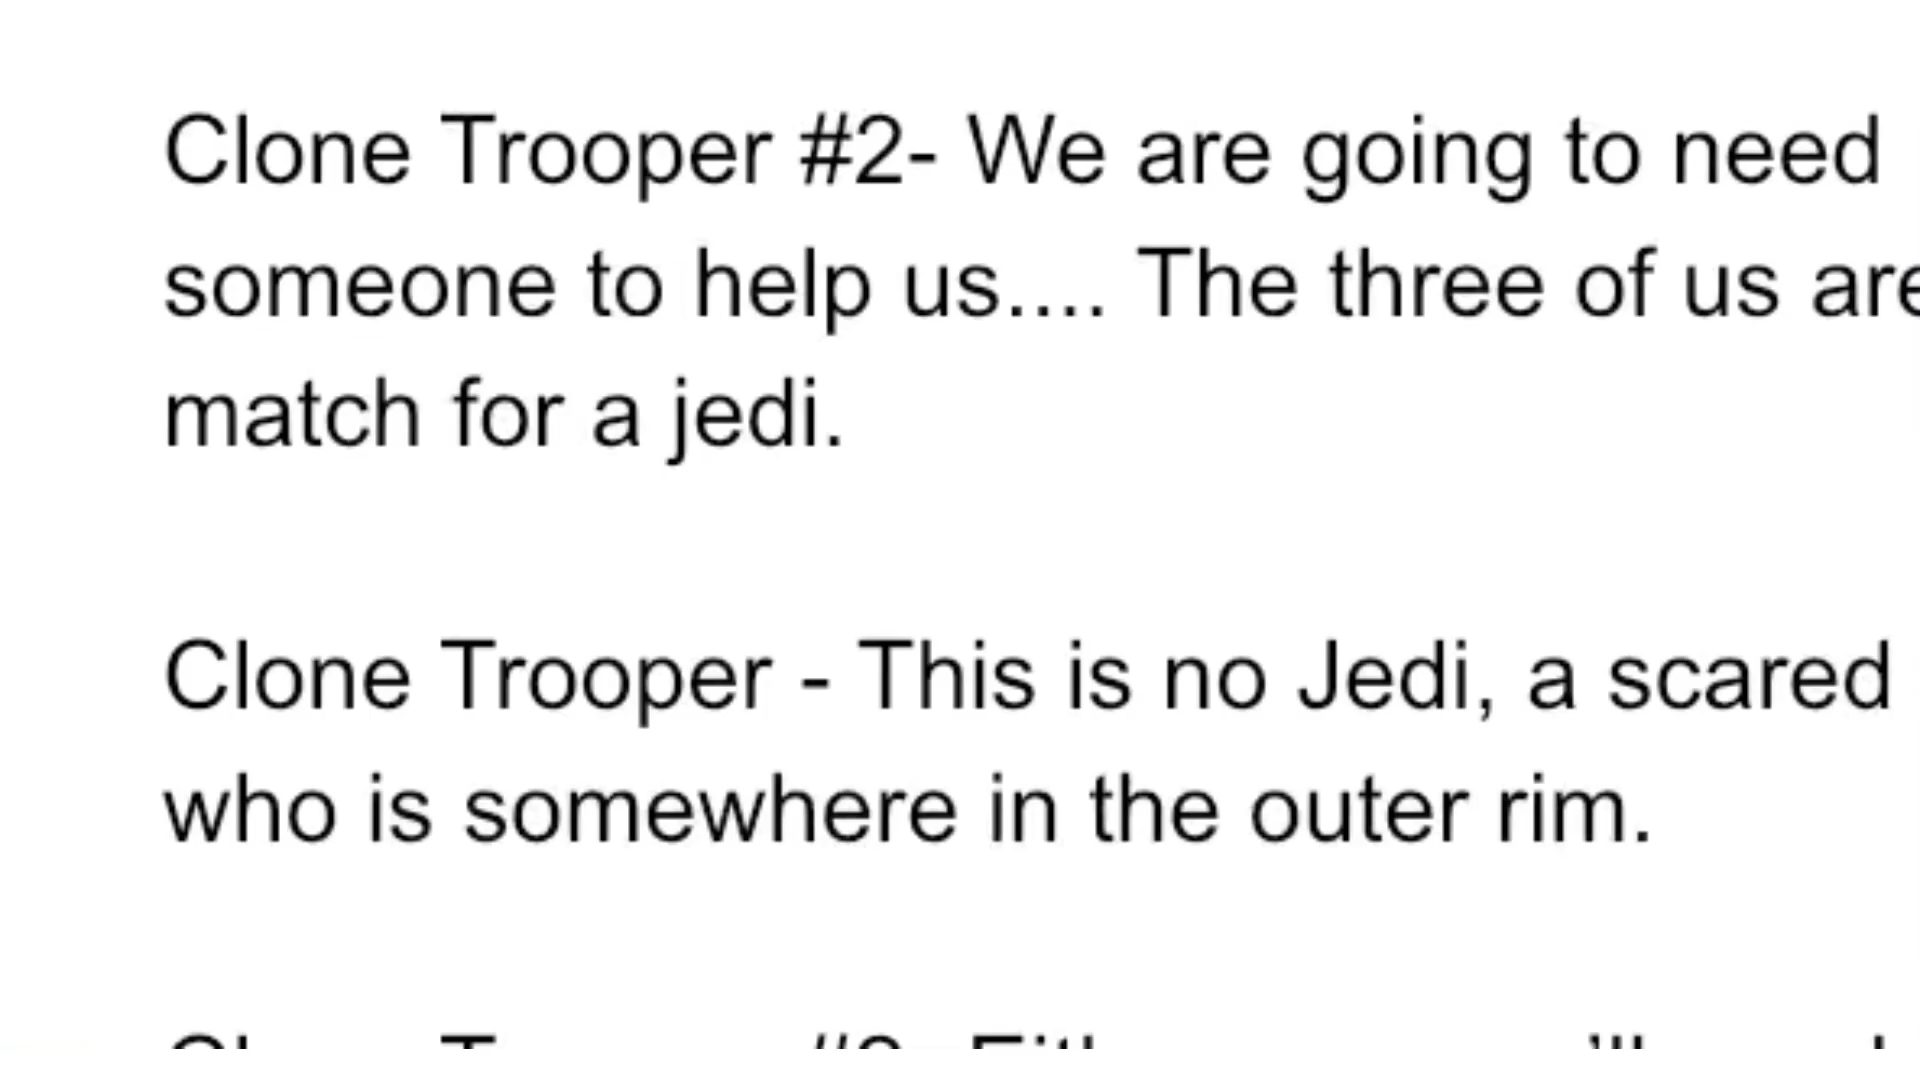 Clone Trooper #2- We are going to need
someone to help us.... The three of us are
match for a jedi.
Clone Trooper - This is no Jedi, a scared
who is somewhere in the outer rim.